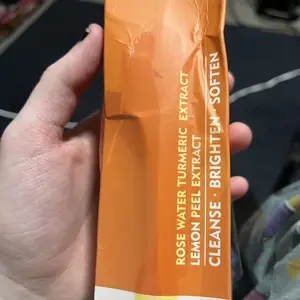 ROSE WATER TURMERIC EXTRACT
LEMON PEEL EXTRACT
CLEANSE · BRIGHTEN · SOFTEN